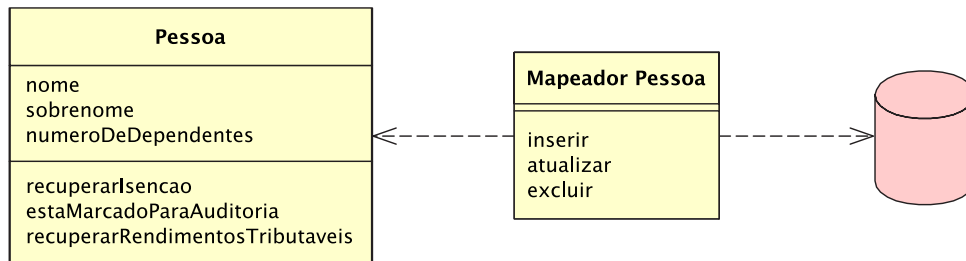 Pessoa
nome
sobrenome
numeroDeDependentes
recuperarIsencao
estaMarcadoParaAuditoria
recuperarRendimentosTributaveis
Mapeador Pessoa
inserir
atualizar
excluir